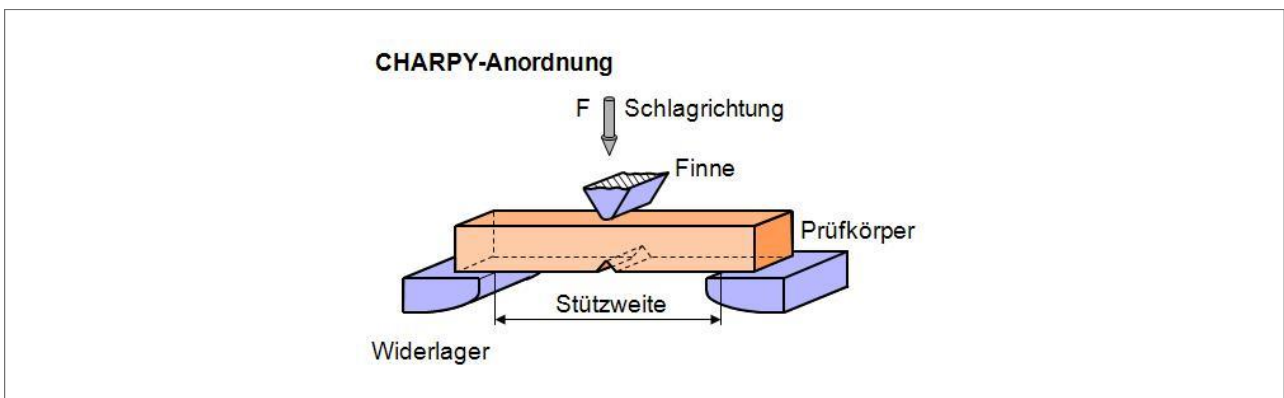 CHARPY-Anordnung
F Schlagrichtung
Finne
Prüfkörper
Stützweite
Widerlager